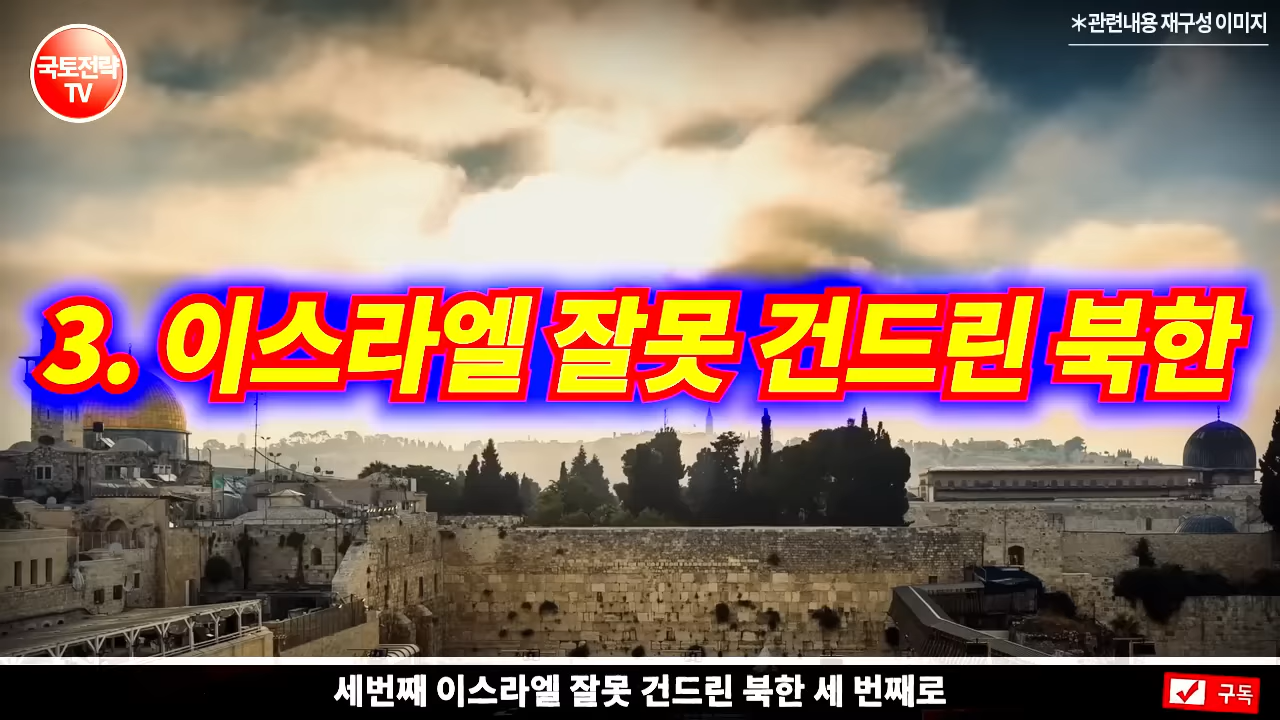 국토전략
TV
*관련내용 재구성 이미지
3. 이스라엘 잘못 건드린 북한
세번째 이스라엘 잘못 건드린 북한 세 번째로
구독